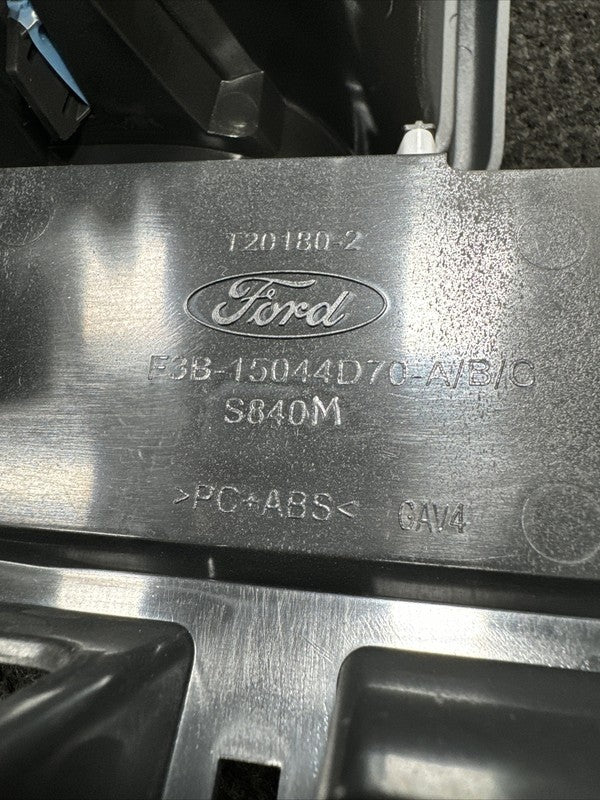 T20180-2
Ford
F3B-15044D70-A/B/C
S840M
>PC+ABS< CAV4